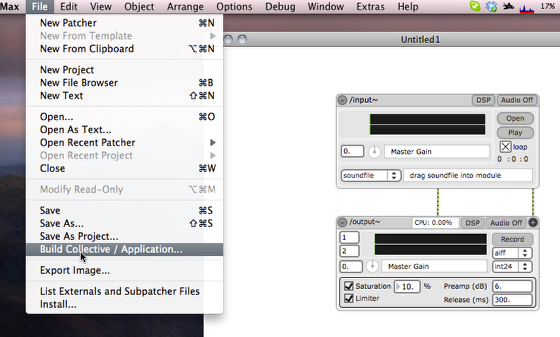 Max File Edit View Object Arrange Options Debug Window Extras Help 17%
New Patcher ⌘N
New From Template
New From Clipboard ⌥⌘N
New Project
New File Browser ⌘B
New Text ⇧⌘N
Open... ⌘O
Open As Text...
Open Recent Patcher
Open Recent Project
Close ⌘W
Modify Read-Only ⌥⌘M
Save ⌘S
Save As... ⇧⌘S
Save As Project...
Build Collective / Application...
Export Image...
List Externals and Subpatcher Files
Install...
Untitled1
/input~ DSP Audio Off
Open
Play
loop
0. Master Gain 0 : 0 : 0
soundfile drag soundfile into module
/output~ CPU: 0.00% DSP Audio Off
1 Record
2 aiff
0. Master Gain int24
Saturation 10. % Preamp (dB) 6.
Limiter Release (ms) 300.